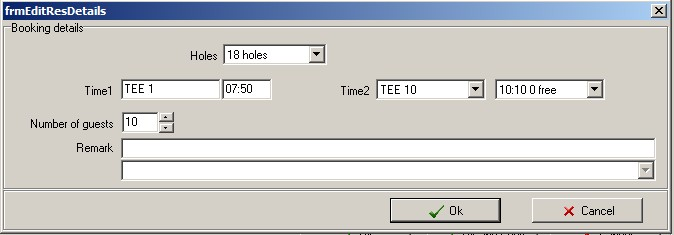 frmEditResDetails
Booking details
Holes 18 holes
Time1 TEE 1 07:50 Time2 TEE 10 10:10 0 free
Number of guests 10
Remark
Ok Cancel